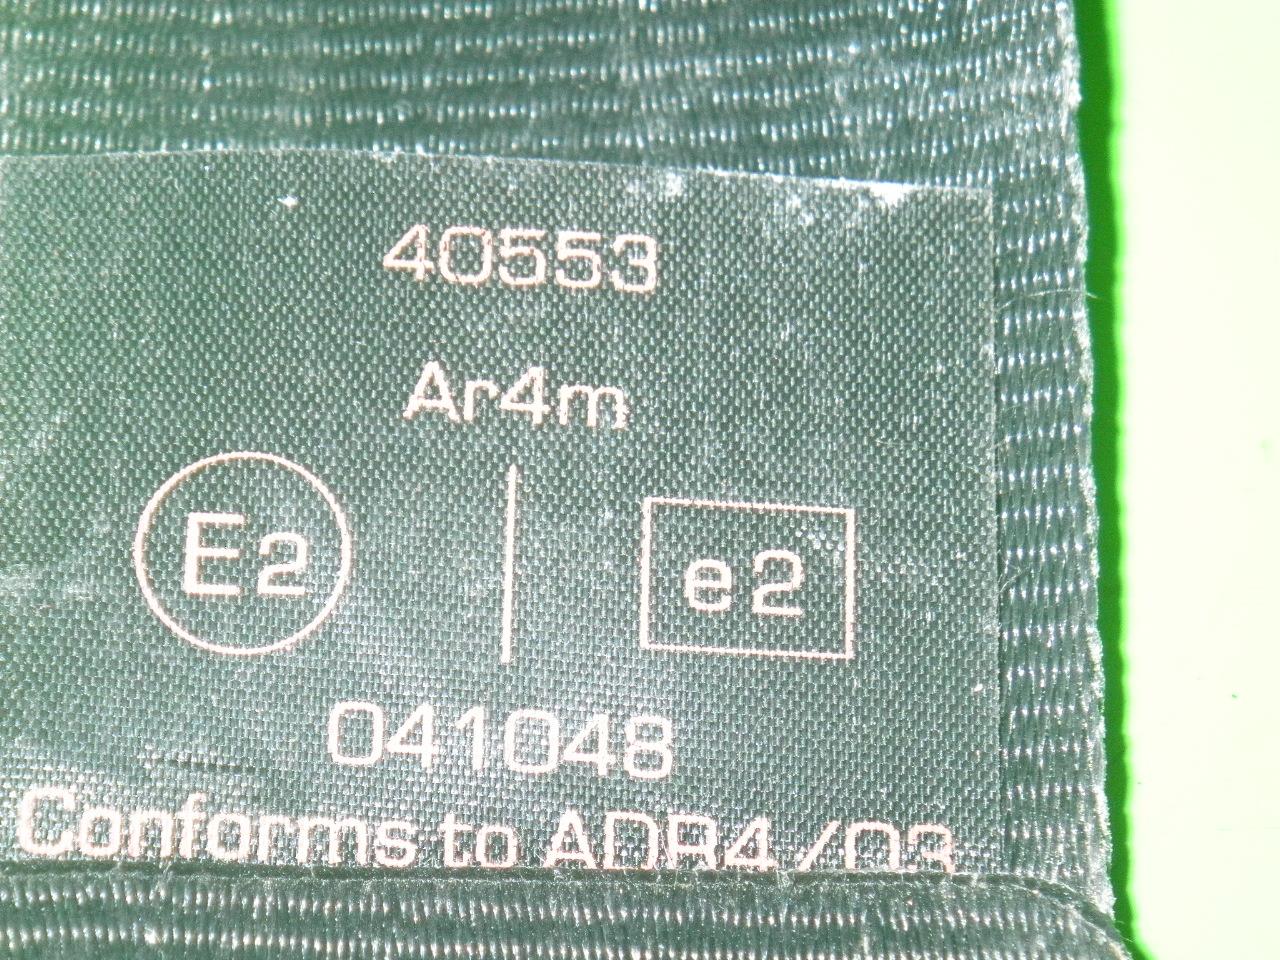 40553
Ar4m
E2 | e2
041048
Conforms to ADR4/03